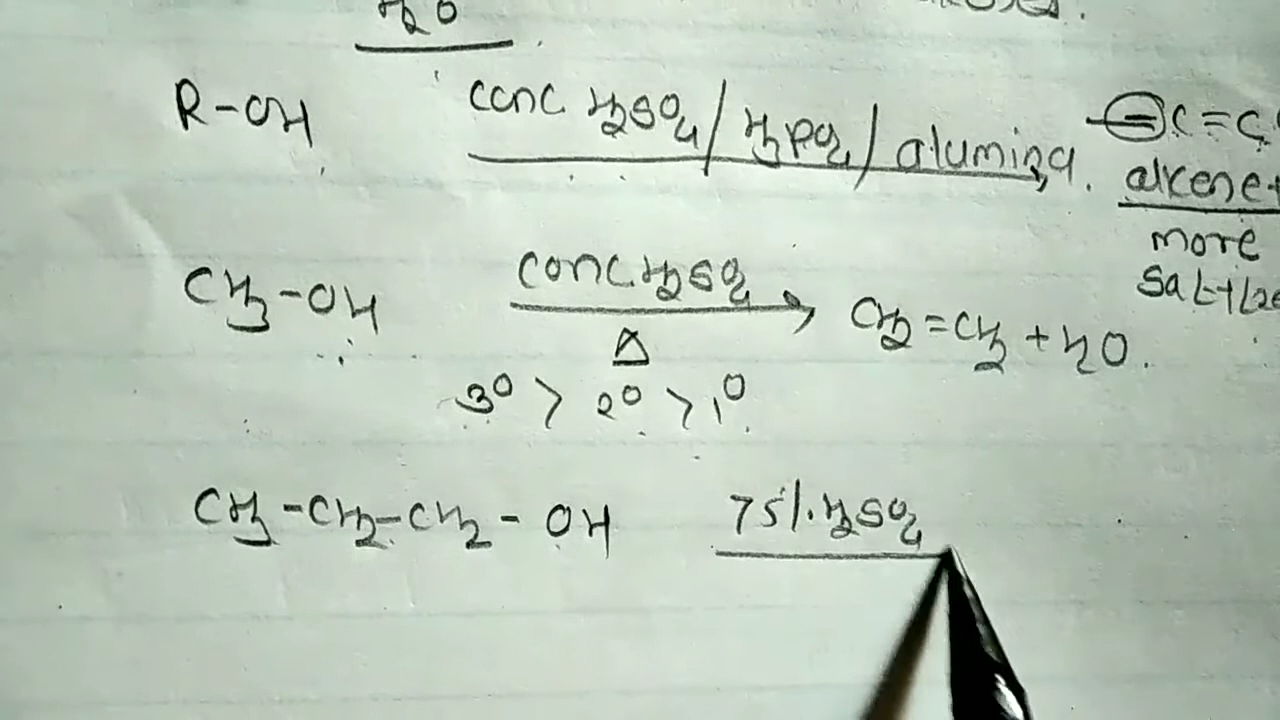 H2O
R-OH conc H2SO4/H3PO4/alumina. C=C
alkene+
more
CH3-OH conc H2SO4 CH2=CH2+H2O.
Δ
3° > 2° > 1°
CH3-CH2-CH2-OH 75%.H2SO4